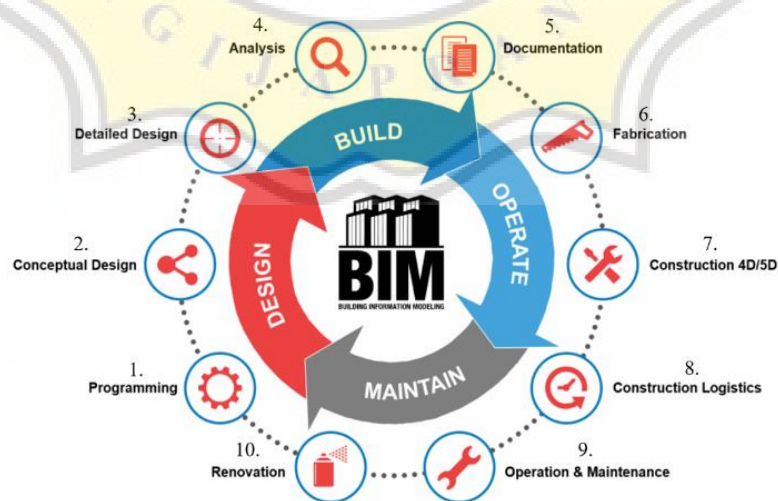 4.
Analysis
5.
Documentation
G I J A P R A N
3.
Detailed Design
BUILD
6.
Fabrication
OPERATE
2.
Conceptual Design
DESIGN
BIM
BUILDING INFORMATION MODELING
7.
Construction 4D/5D
1.
Programming
MAINTAIN
8.
Construction Logistics
10.
Renovation
9.
Operation & Maintenance